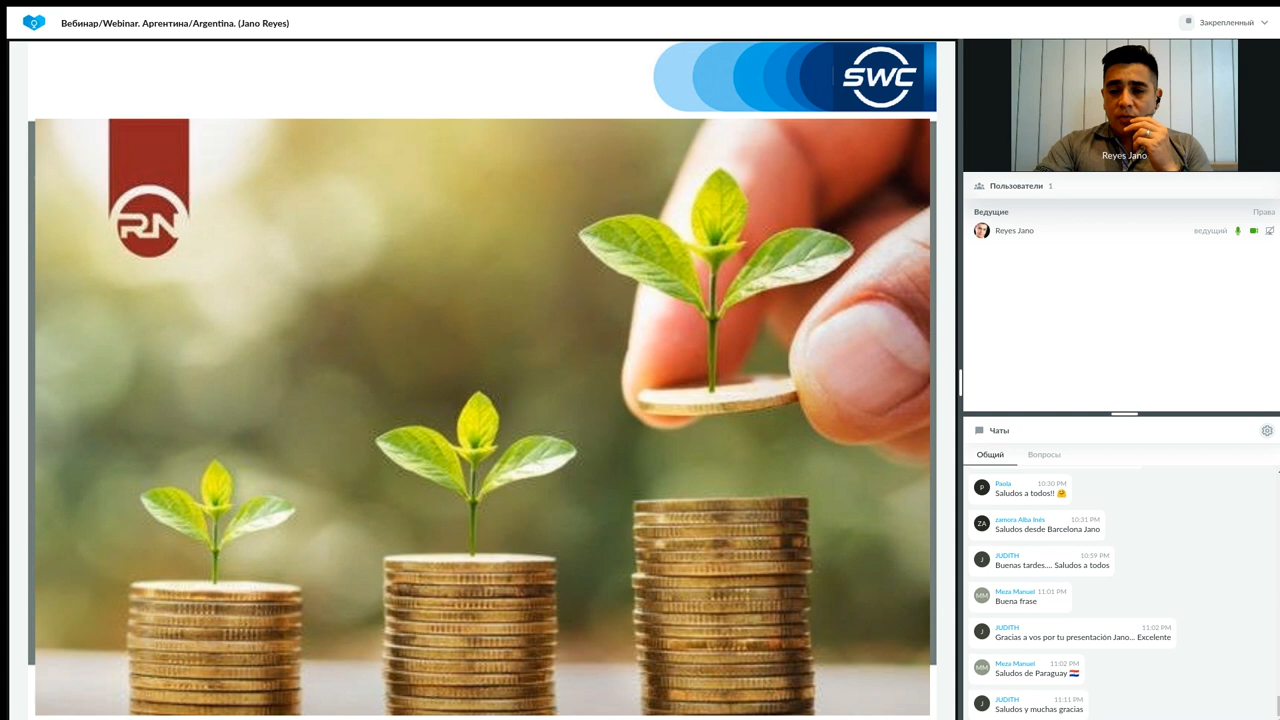 Вебинар/Webinar. Аргентина/Argentina. (Jano Reyes)
Закрепленный
SWC
RN
Reyes Jano
Пользователи 1
Ведущие Права
Reyes Jano ведущий
Чаты
Общий Вопросы
P Paola 10:30 PM
Saludos a todos!! 🤗
ZA zamora Alba Inés 10:31 PM
Saludos desde Barcelona Jano
J JUDITH 10:59 PM
Buenas tardes.... Saludos a todos
MM Meza Manuel 11:01 PM
Buena frase
J JUDITH 11:02 PM
Gracias a vos por tu presentación Jano... Excelente
MM Meza Manuel 11:02 PM
Saludos de Paraguay 🇵🇾
J JUDITH 11:11 PM
Saludos y muchas gracias